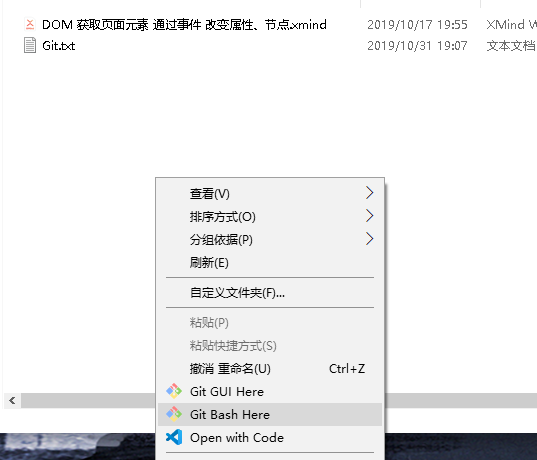 DOM 获取页面元素 通过事件 改变属性、节点.xmind 2019/10/17 19:55 XMind W
Git.txt 2019/10/31 19:07 文本文档
查看(V)
排序方式(O)
分组依据(P)
刷新(E)
自定义文件夹(F)...
粘贴(P)
粘贴快捷方式(S)
撤消 重命名(U) Ctrl+Z
Git GUI Here
Git Bash Here
Open with Code